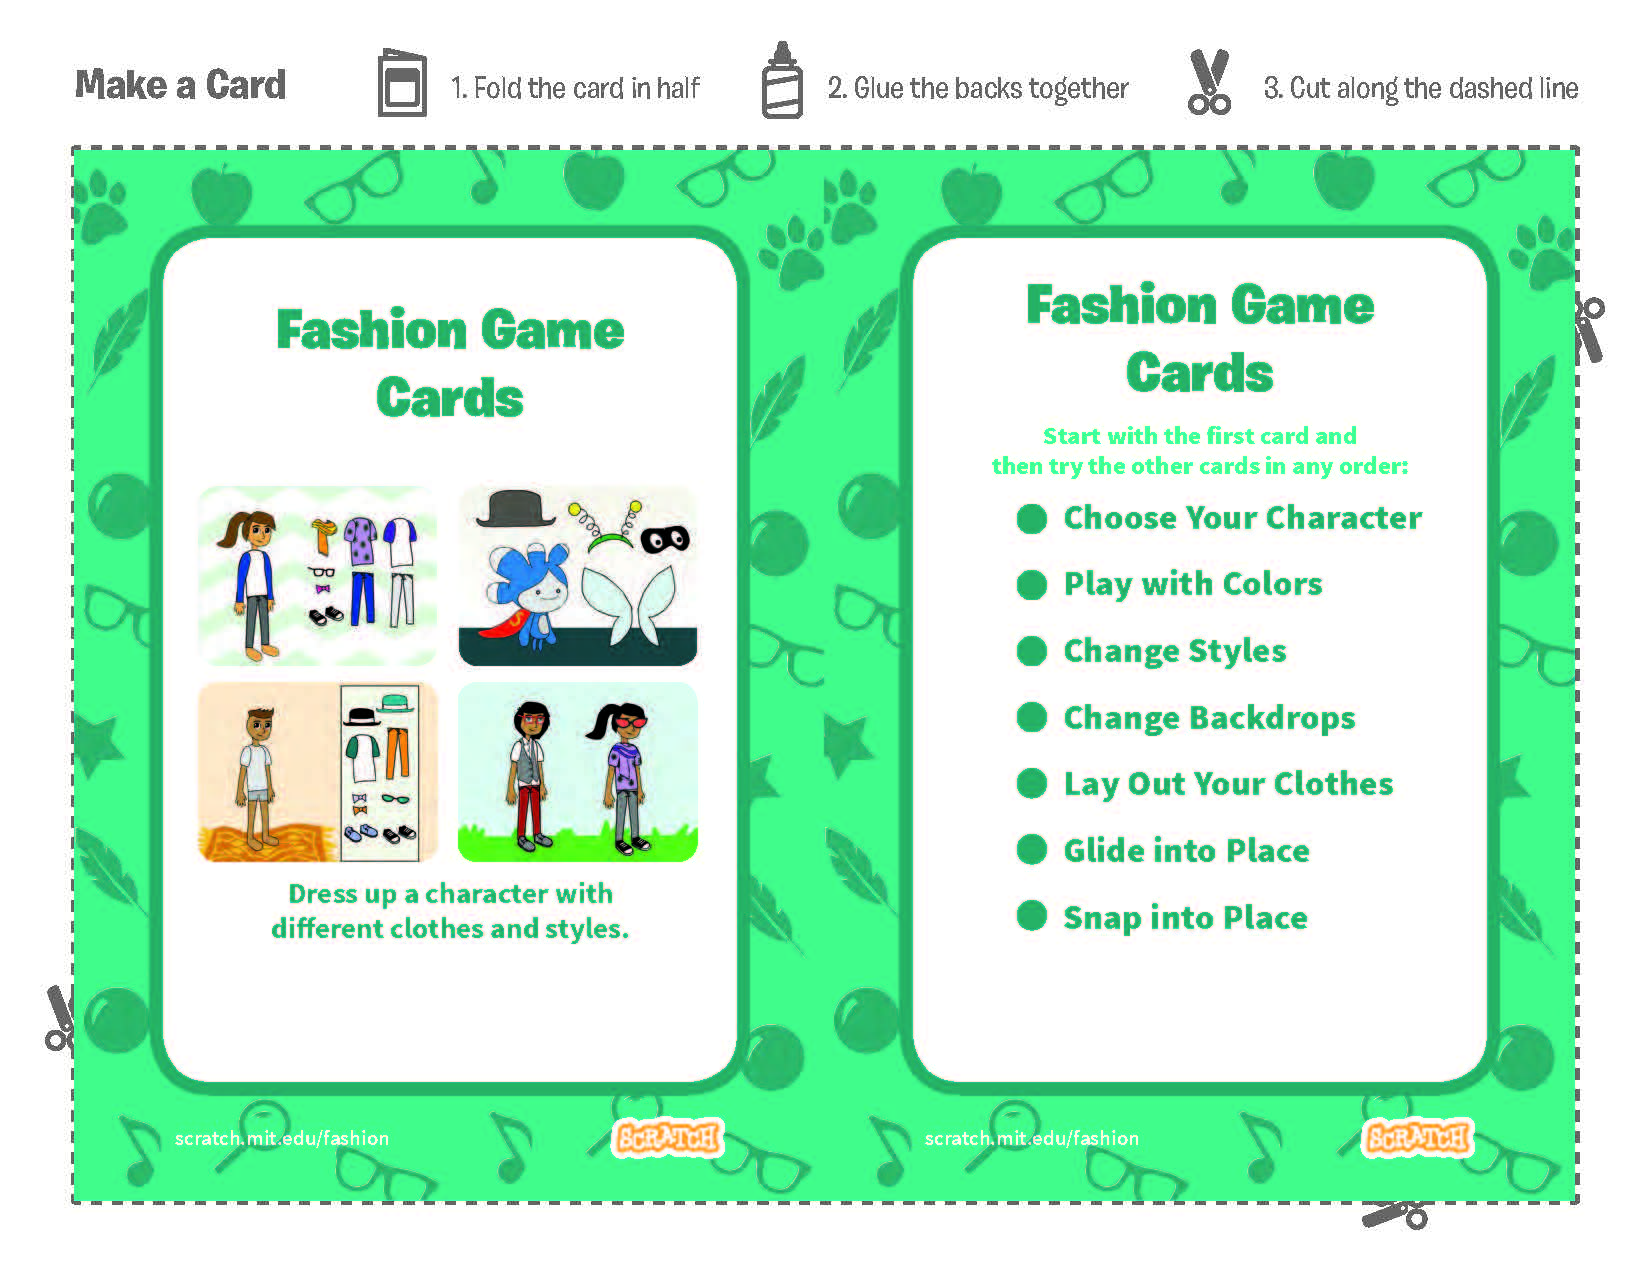 Make a Card
1. Fold the card in half
2. Glue the backs together
3. Cut along the dashed line
Fashion Game
Cards
S
Dress up a character with
different clothes and styles.
scratch.mit.edu/fashion
SCRATCH
Fashion Game
Cards
Start with the first card and
then try the other cards in any order:
Choose Your Character
Play with Colors
Change Styles
Change Backdrops
Lay Out Your Clothes
Glide into Place
Snap into Place
scratch.mit.edu/fashion
SCRATCH